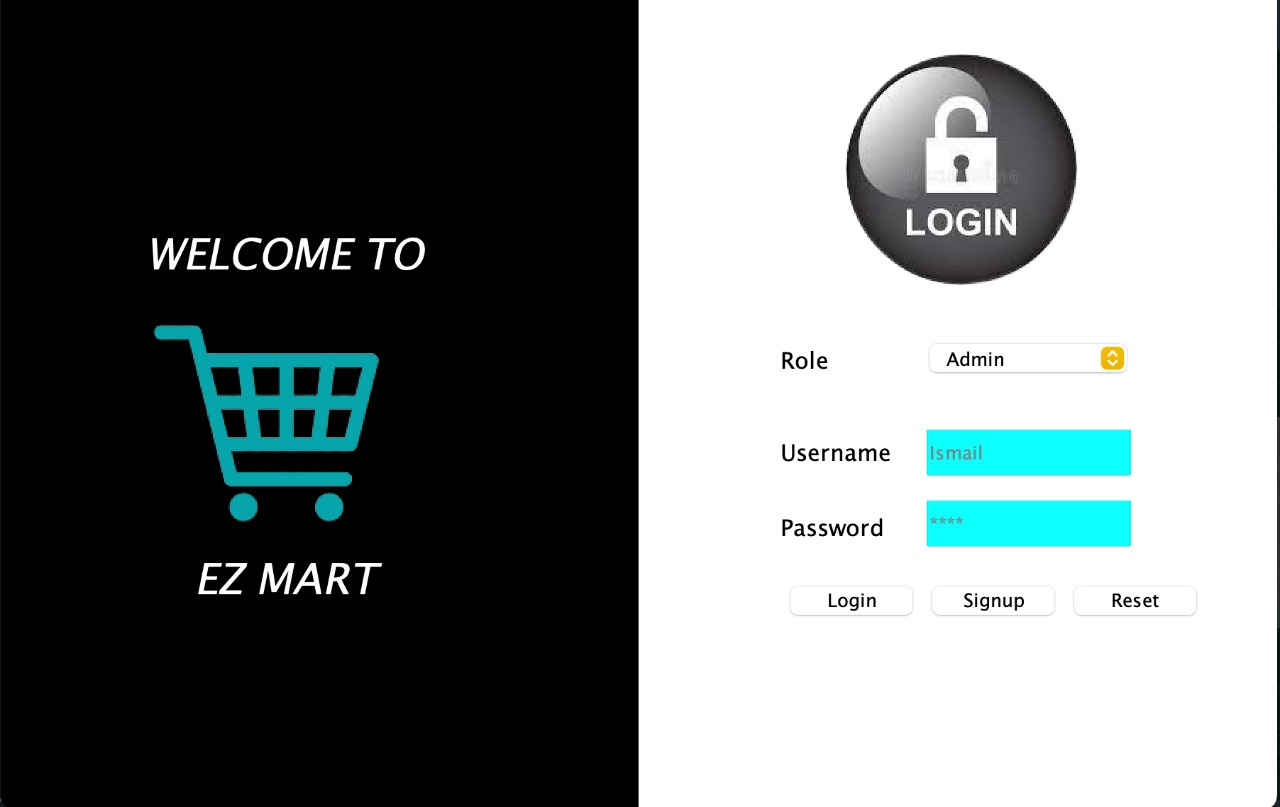 WELCOME TO
EZ MART
LOGIN
Role
Admin
Username
Ismail
Password
****
Login
Signup
Reset